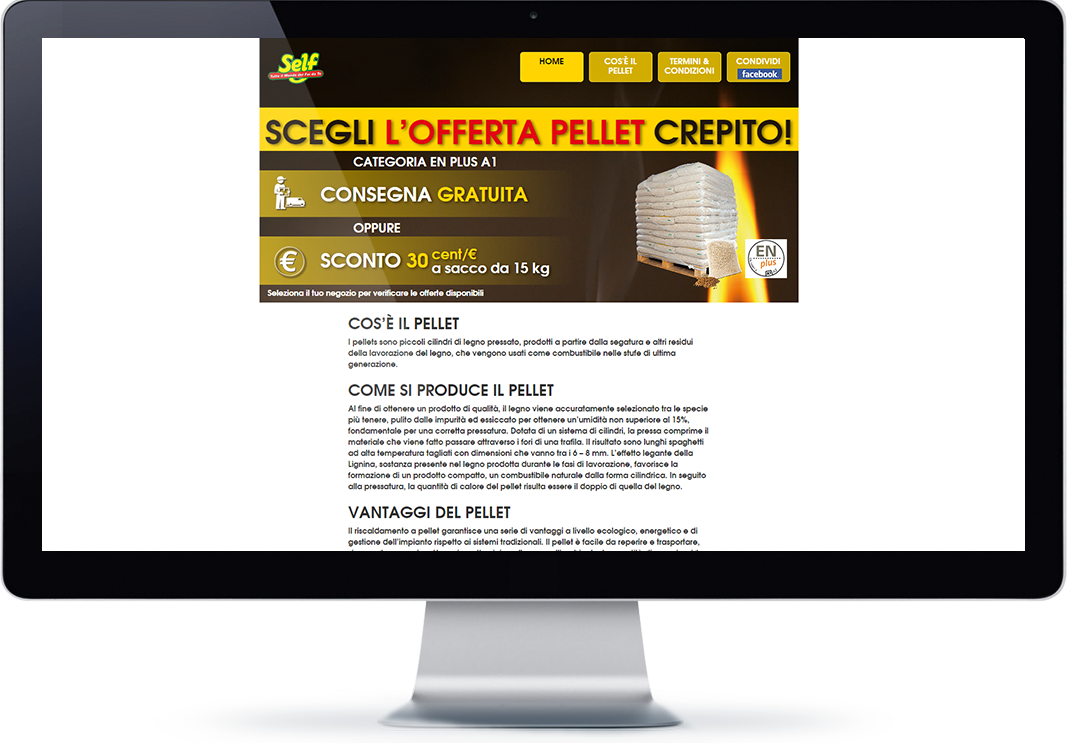 Self
Tutto il Mondo del Fai da Te
HOME
COS'È IL
PELLET
TERMINI &
CONDIZIONI
CONDIVIDI
facebook
SCEGLI L'OFFERTA PELLET CREPITO!
CATEGORIA EN PLUS A1
CONSEGNA GRATUITA
OPPURE
€ SCONTO 30 cent/€
a sacco da 15 kg
EN
plus
Seleziona il tuo negozio per verificare le offerte disponibili
COS'È IL PELLET
I pellets sono piccoli cilindri di legno pressato, prodotti a partire dalla segatura e altri residui
della lavorazione del legno, che vengono usati come combustibile nelle stufe di ultima
generazione.
COME SI PRODUCE IL PELLET
Al fine di ottenere un prodotto di qualità, il legno viene accuratamente selezionato tra le specie
più tenere, pulito dalle impurità ed essiccato per ottenere un'umidità non superiore al 15%,
fondamentale per una corretta pressatura. Dotata di un sistema di cilindri, la pressa comprime il
materiale che viene fatto passare attraverso i fori di una trafila. Il risultato sono lunghi spaghetti
ad alta temperatura tagliati con dimensioni che vanno tra i 6 – 8 mm. L'effetto legante della
Lignina, sostanza presente nel legno prodotta durante le fasi di lavorazione, favorisce la
formazione di un prodotto compatto, un combustibile naturale dalla forma cilindrica. In seguito
alla pressatura, la quantità di calore del pellet risulta essere il doppio di quella del legno.
VANTAGGI DEL PELLET
Il riscaldamento a pellet garantisce una serie di vantaggi a livello ecologico, energetico e di
gestione dell'impianto rispetto ai sistemi tradizionali. Il pellet è facile da reperire e trasportare,